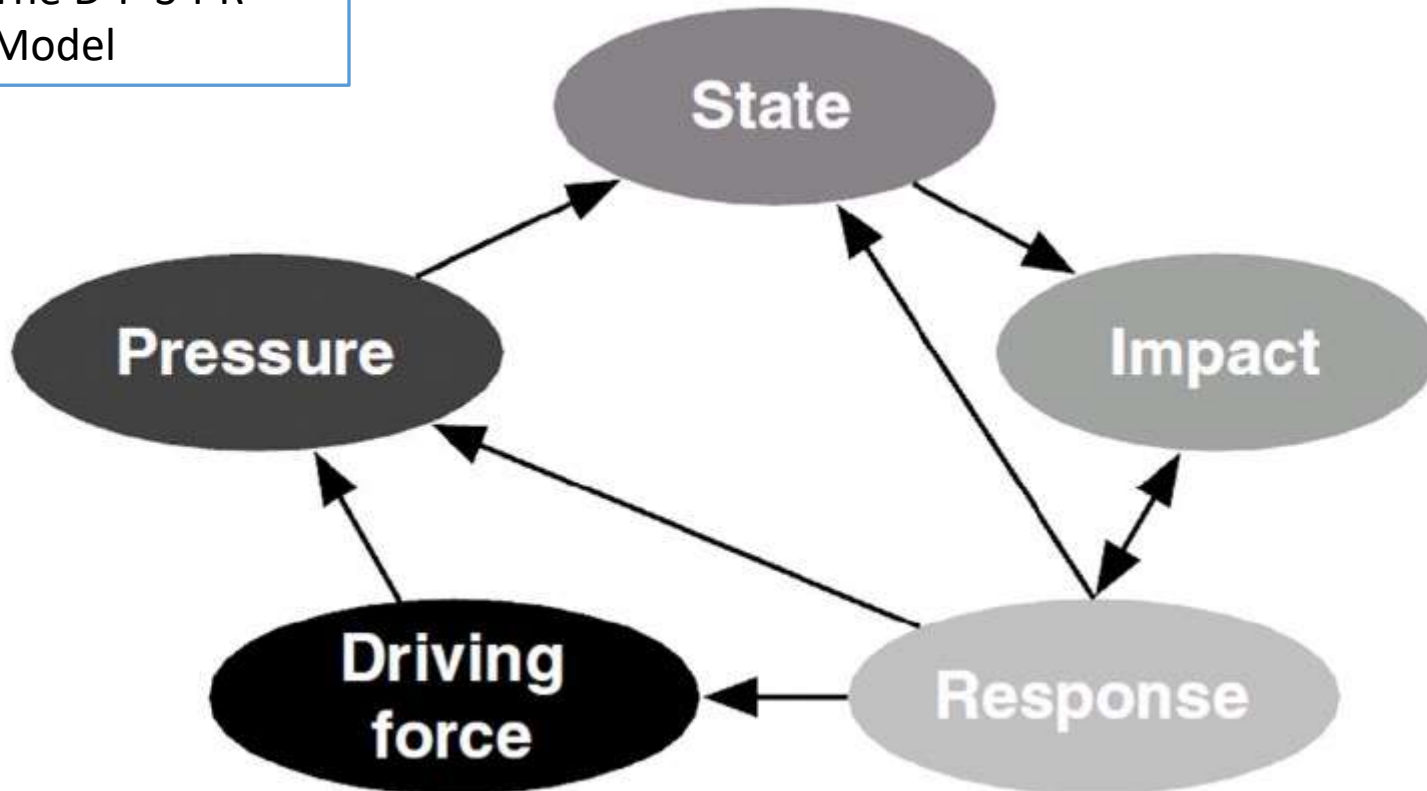 Model
State
Pressure
Impact
Driving
force
Response